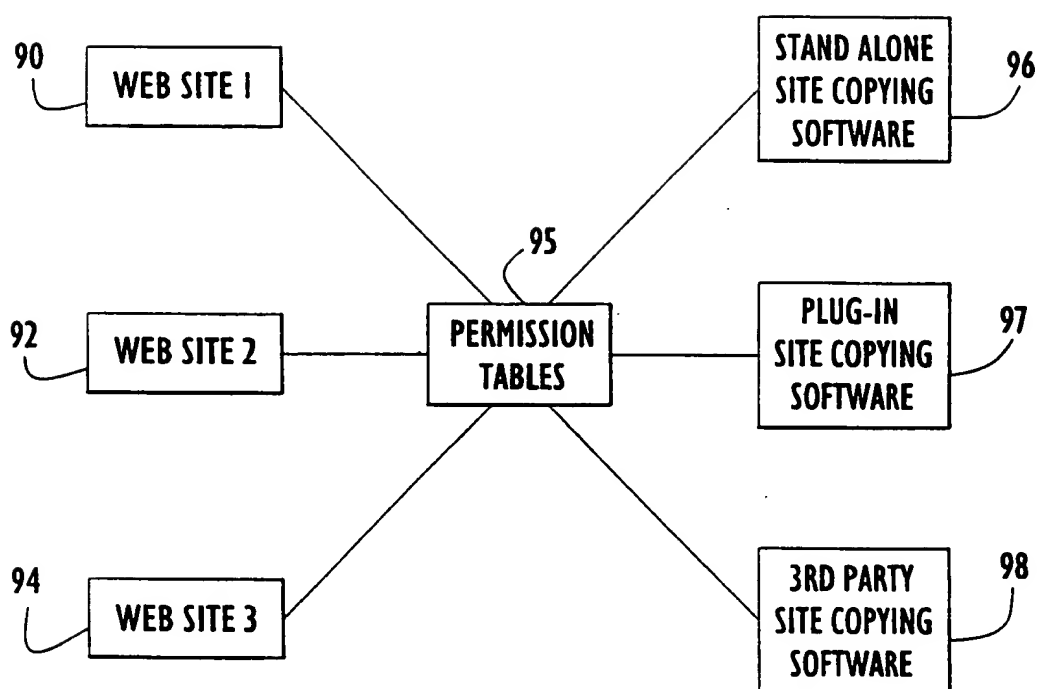 90
WEB SITE 1
92
WEB SITE 2
94
WEB SITE 3
95
PERMISSION
TABLES
STAND ALONE
SITE COPYING
SOFTWARE
96
PLUG-IN
SITE COPYING
SOFTWARE
97
3RD PARTY
SITE COPYING
SOFTWARE
98